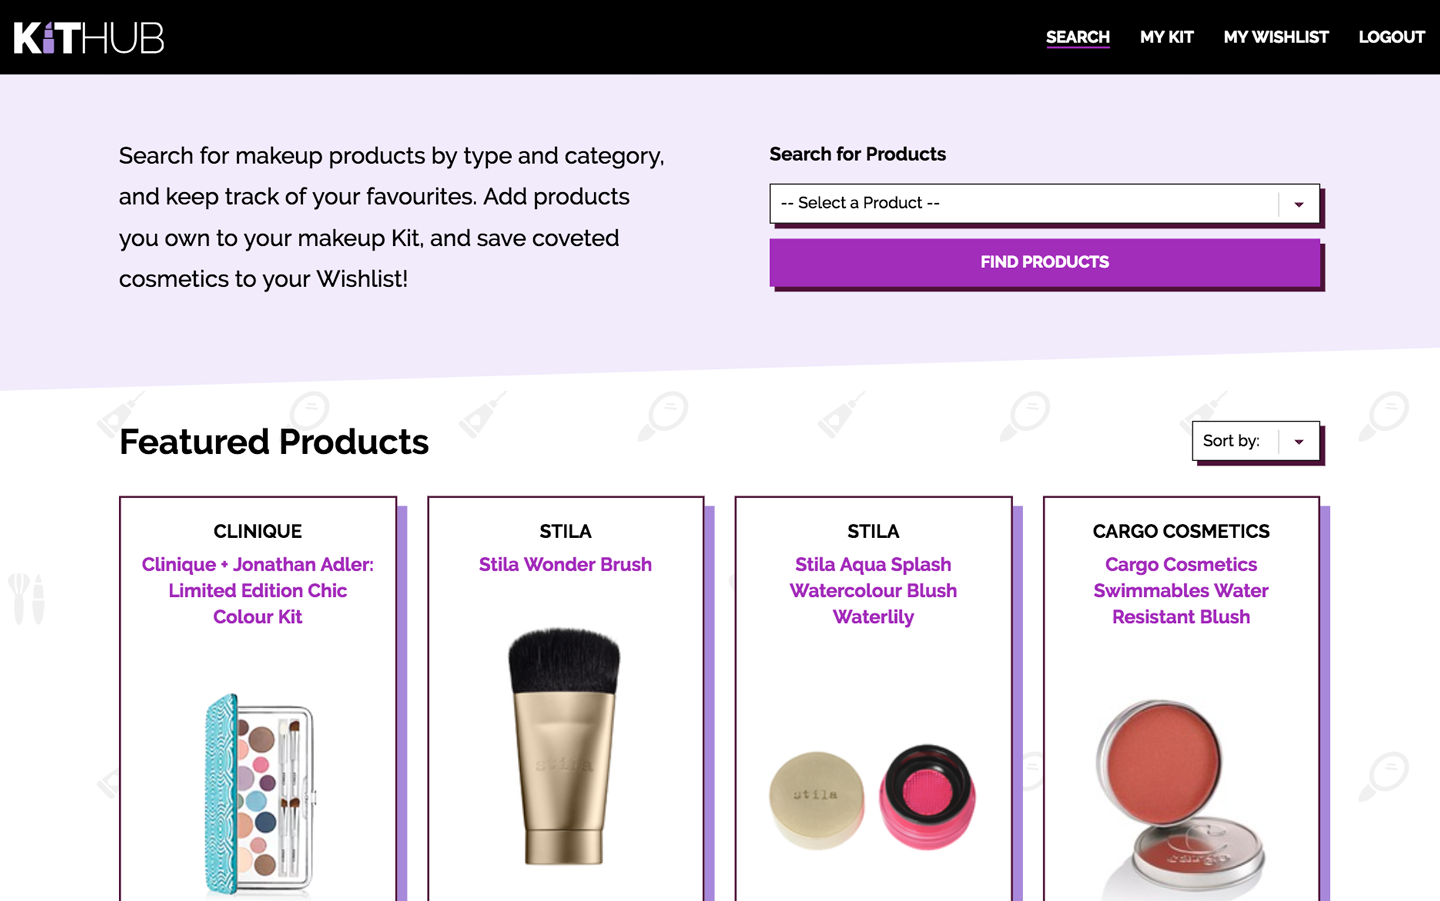 KiTHUB
SEARCH
MY KIT
MY WISHLIST
LOGOUT
Search for makeup products by type and category,
and keep track of your favourites. Add products
you own to your makeup Kit, and save coveted
cosmetics to your Wishlist!
Search for Products
-- Select a Product --
FIND PRODUCTS
Featured Products
Sort by:
CLINIQUE
Clinique + Jonathan Adler:
Limited Edition Chic
Colour Kit
STILA
Stila Wonder Brush
stila
STILA
Stila Aqua Splash
Watercolour Blush
Waterlily
stila
CARGO COSMETICS
Cargo Cosmetics
Swimmables Water
Resistant Blush
cargo